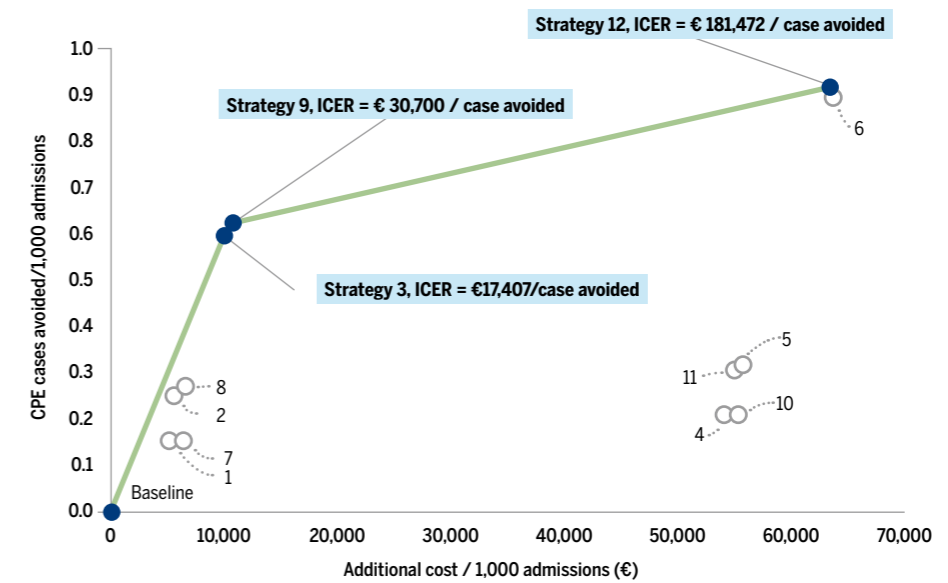 Strategy 12, ICER = € 181,472 / case avoided
1.0
0.9
Strategy 9, ICER = € 30,700 / case avoided
6
0.8
0.7
0.6
0.5
Strategy 3, ICER = €17,407/case avoided
0.4
5
0.3
11
8
10
0.2
2
4
7
0.1
1
Baseline
0.0
CPE cases avoided/1,000 admissions
0 10,000 20,000 30,000 40,000 50,000 60,000 70,000
Additional cost / 1,000 admissions (€)